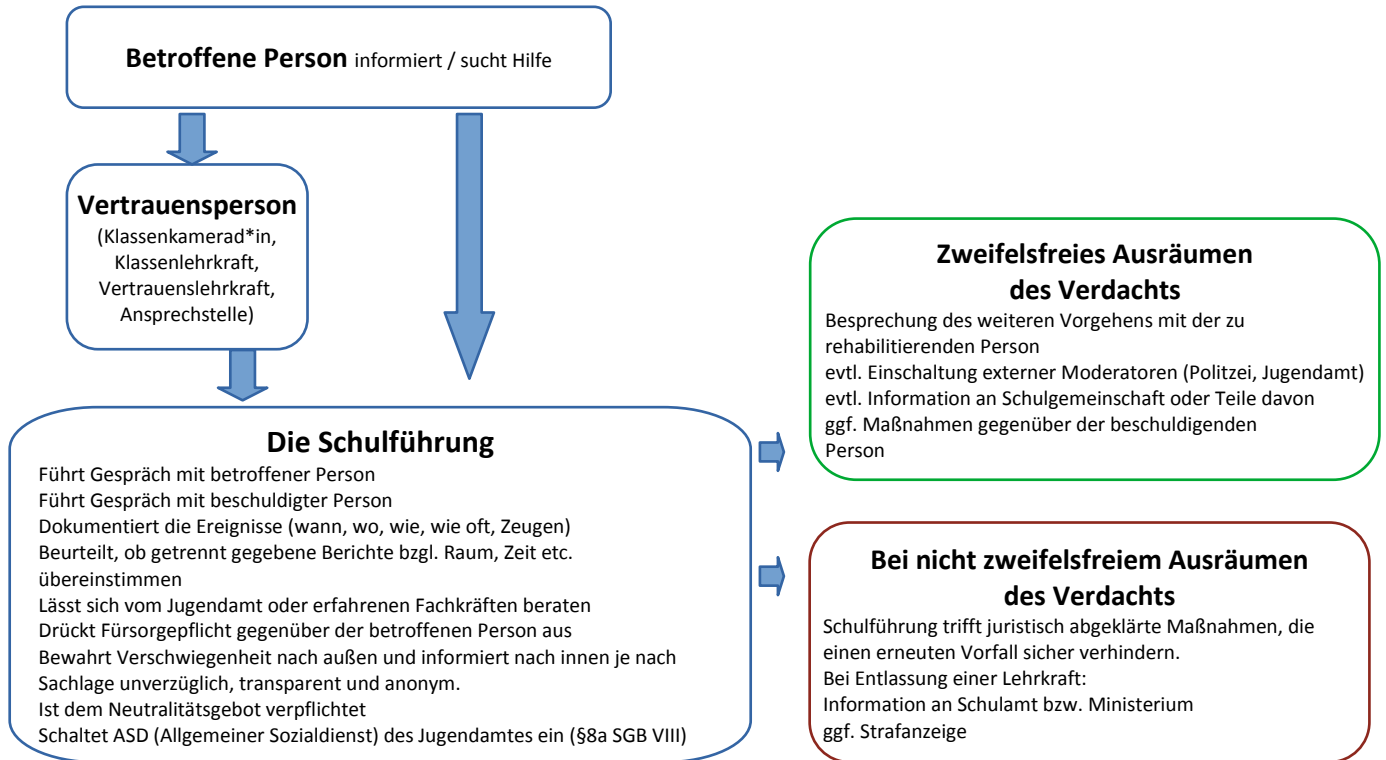 Betroffene Person informiert / sucht Hilfe
Vertrauensperson
(Klassenkamerad*in,
Klassenlehrkraft,
Vertrauenslehrkraft,
Ansprechstelle)
Die Schulführung
Führt Gespräch mit betroffener Person
Führt Gespräch mit beschuldigter Person
Dokumentiert die Ereignisse (wann, wo, wie, wie oft, Zeugen)
Beurteilt, ob getrennt gegebene Berichte bzgl. Raum, Zeit etc.
übereinstimmen
Lässt sich vom Jugendamt oder erfahrenen Fachkräften beraten
Drückt Fürsorgepflicht gegenüber der betroffenen Person aus
Bewahrt Verschwiegenheit nach außen und informiert nach innen je nach
Sachlage unverzüglich, transparent und anonym.
Ist dem Neutralitätsgebot verpflichtet
Schaltet ASD (Allgemeiner Sozialdienst) des Jugendamtes ein (§8a SGB VIII)
Zweifelsfreies Ausräumen
des Verdachts
Besprechung des weiteren Vorgehens mit der zu
rehabilitierenden Person
evtl. Einschaltung externer Moderatoren (Politzei, Jugendamt)
evtl. Information an Schulgemeinschaft oder Teile davon
ggf. Maßnahmen gegenüber der beschuldigenden
Person
Bei nicht zweifelsfreiem Ausräumen
des Verdachts
Schulführung trifft juristisch abgeklärte Maßnahmen, die
einen erneuten Vorfall sicher verhindern.
Bei Entlassung einer Lehrkraft:
Information an Schulamt bzw. Ministerium
ggf. Strafanzeige